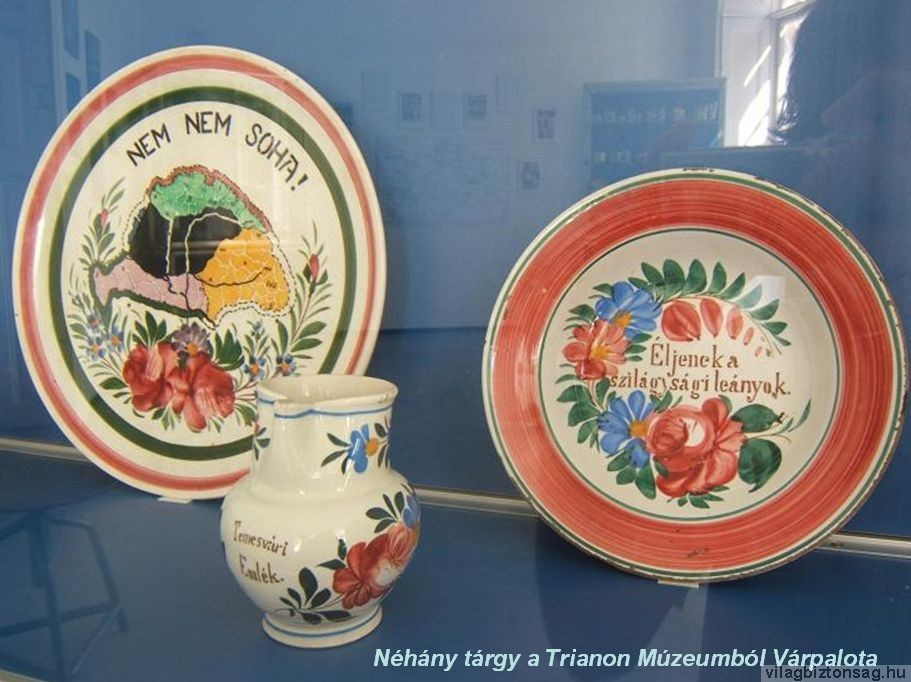 NEM NEM SOHA!
Éljenek a
szilágysági leányok.
Temesvári
Emlék.
Néhány tárgy a Trianon Múzeumból Várpalota
vilagbiztonsag.hu